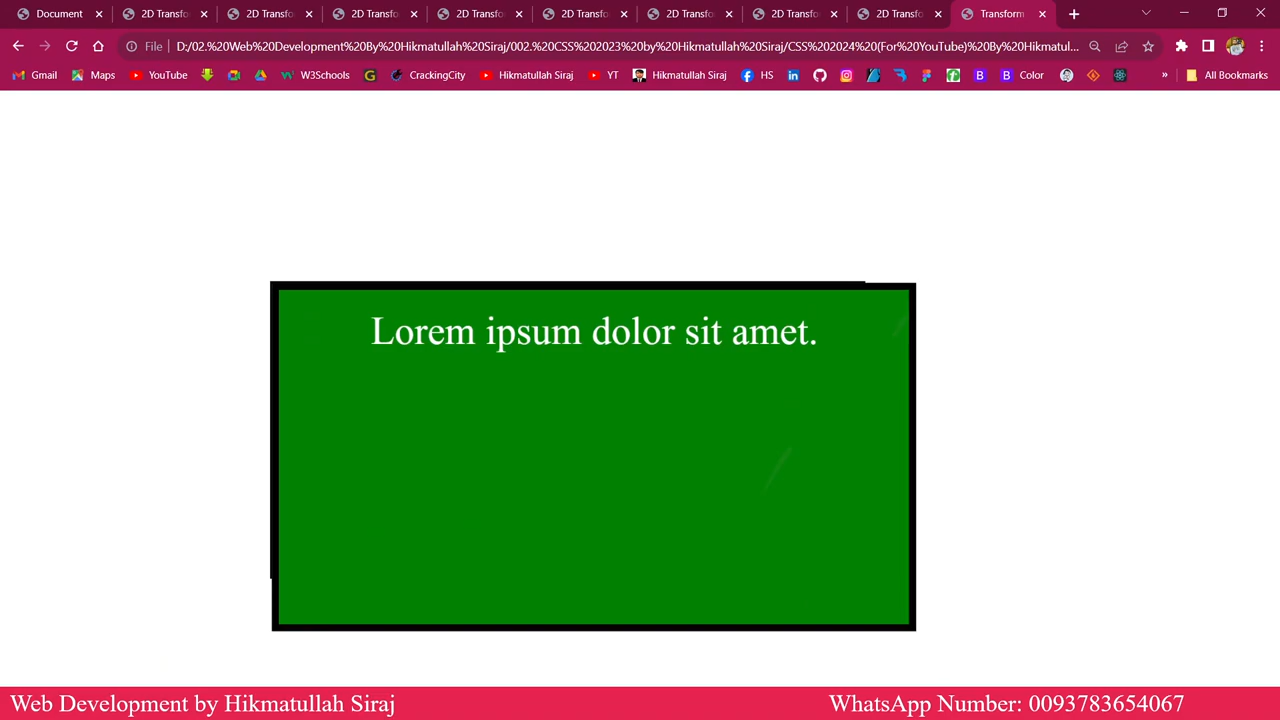 Document
2D Transfo
2D Transfo
2D Transfo
2D Transfo
2D Transfo
2D Transfo
2D Transfo
2D Transfo
Transform
File
D:/02.%20Web%20Development%20By%20Hikmatullah%20Siraj/002.%20CSS%202023%20by%20Hikmatullah%20Siraj/CSS%202024%20(For%20YouTube)%20By%20Hikmatul...
Gmail Maps YouTube W3Schools CrackingCity Hikmatullah Siraj YT Hikmatullah Siraj HS Color » All Bookmarks
Lorem ipsum dolor sit amet.
Web Development by Hikmatullah Siraj
WhatsApp Number: 0093783654067